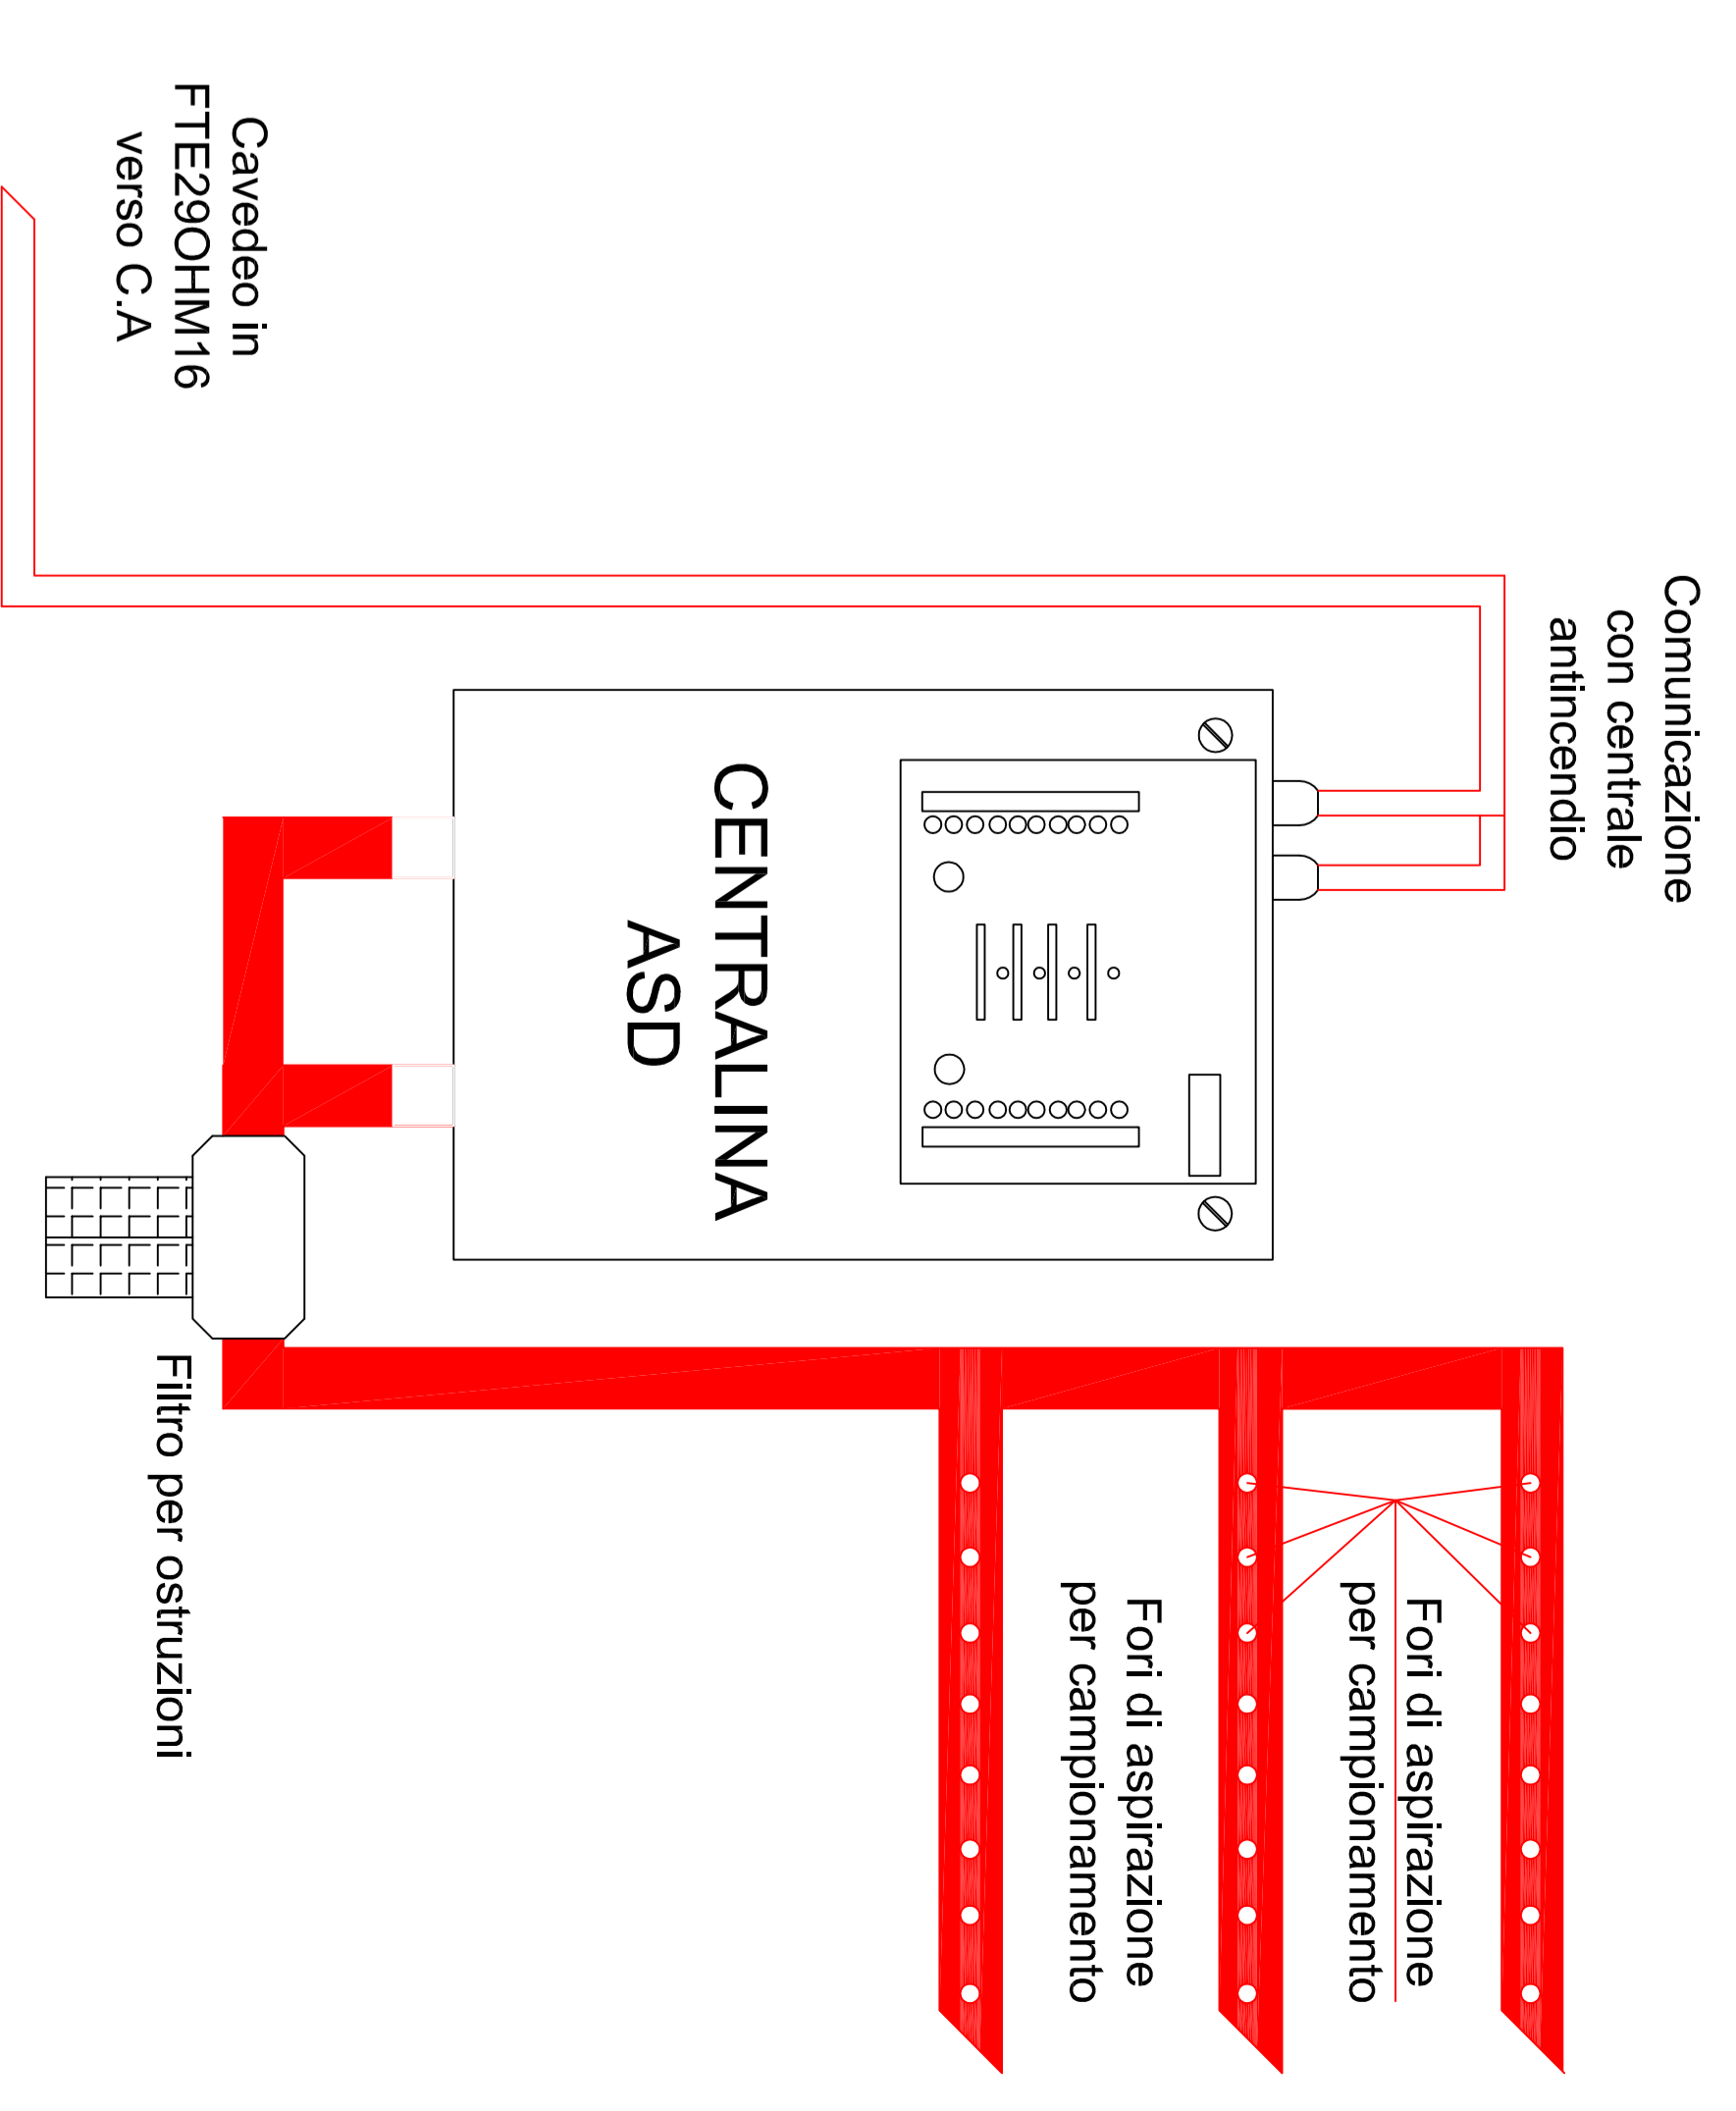 Comunicazione
con centrale
antincendio
Cavedeo in
FTE29OHM16
verso C.A
CENTRALINA
ASD
Fori di aspirazione
per campionamento
Fori di aspirazione
per campionamento
Filtro per ostruzioni